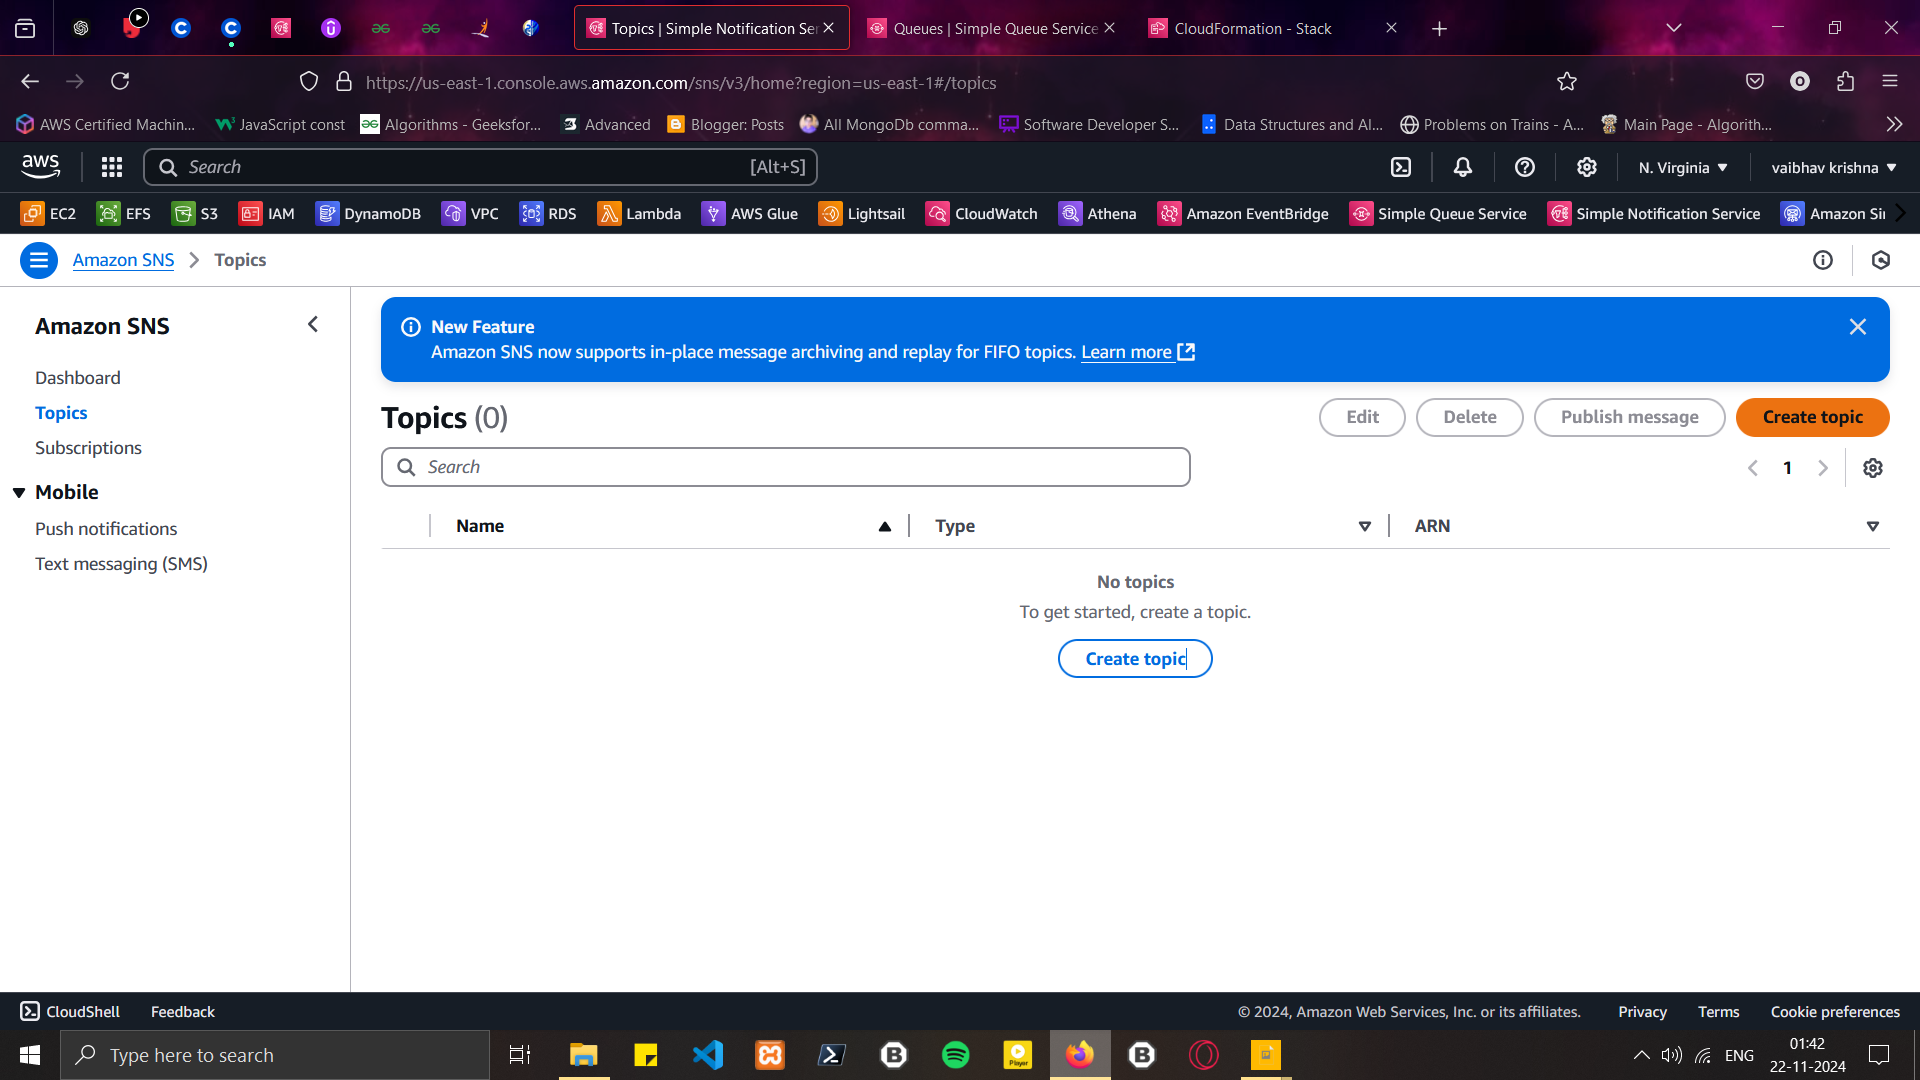 Topics | Simple Notification Ser
Queues | Simple Queue Service
CloudFormation - Stack
https://us-east-1.console.aws.amazon.com/sns/v3/home?region=us-east-1#/topics
AWS Certified Machin...
JavaScript const
Algorithms - Geeksfor...
Advanced
Blogger: Posts
All MongoDb comma...
Software Developer S...
Data Structures and Al...
Problems on Trains - A...
Main Page - Algorith...
aws
Search
[Alt+S]
N. Virginia
vaibhav krishna
EC2
EFS
S3
IAM
DynamoDB
VPC
RDS
Lambda
AWS Glue
Lightsail
CloudWatch
Athena
Amazon EventBridge
Simple Queue Service
Simple Notification Service
Amazon Si
Amazon SNS
Topics
Amazon SNS
Dashboard
Topics
Subscriptions
Mobile
Push notifications
Text messaging (SMS)
New Feature
Amazon SNS now supports in-place message archiving and replay for FIFO topics. Learn more
Topics (0)
Edit
Delete
Publish message
Create topic
Search
1
Name
Type
ARN
No topics
To get started, create a topic.
Create topic
CloudShell
Feedback
© 2024, Amazon Web Services, Inc. or its affiliates.
Privacy
Terms
Cookie preferences
Type here to search
Player
ENG
01:42
22-11-2024